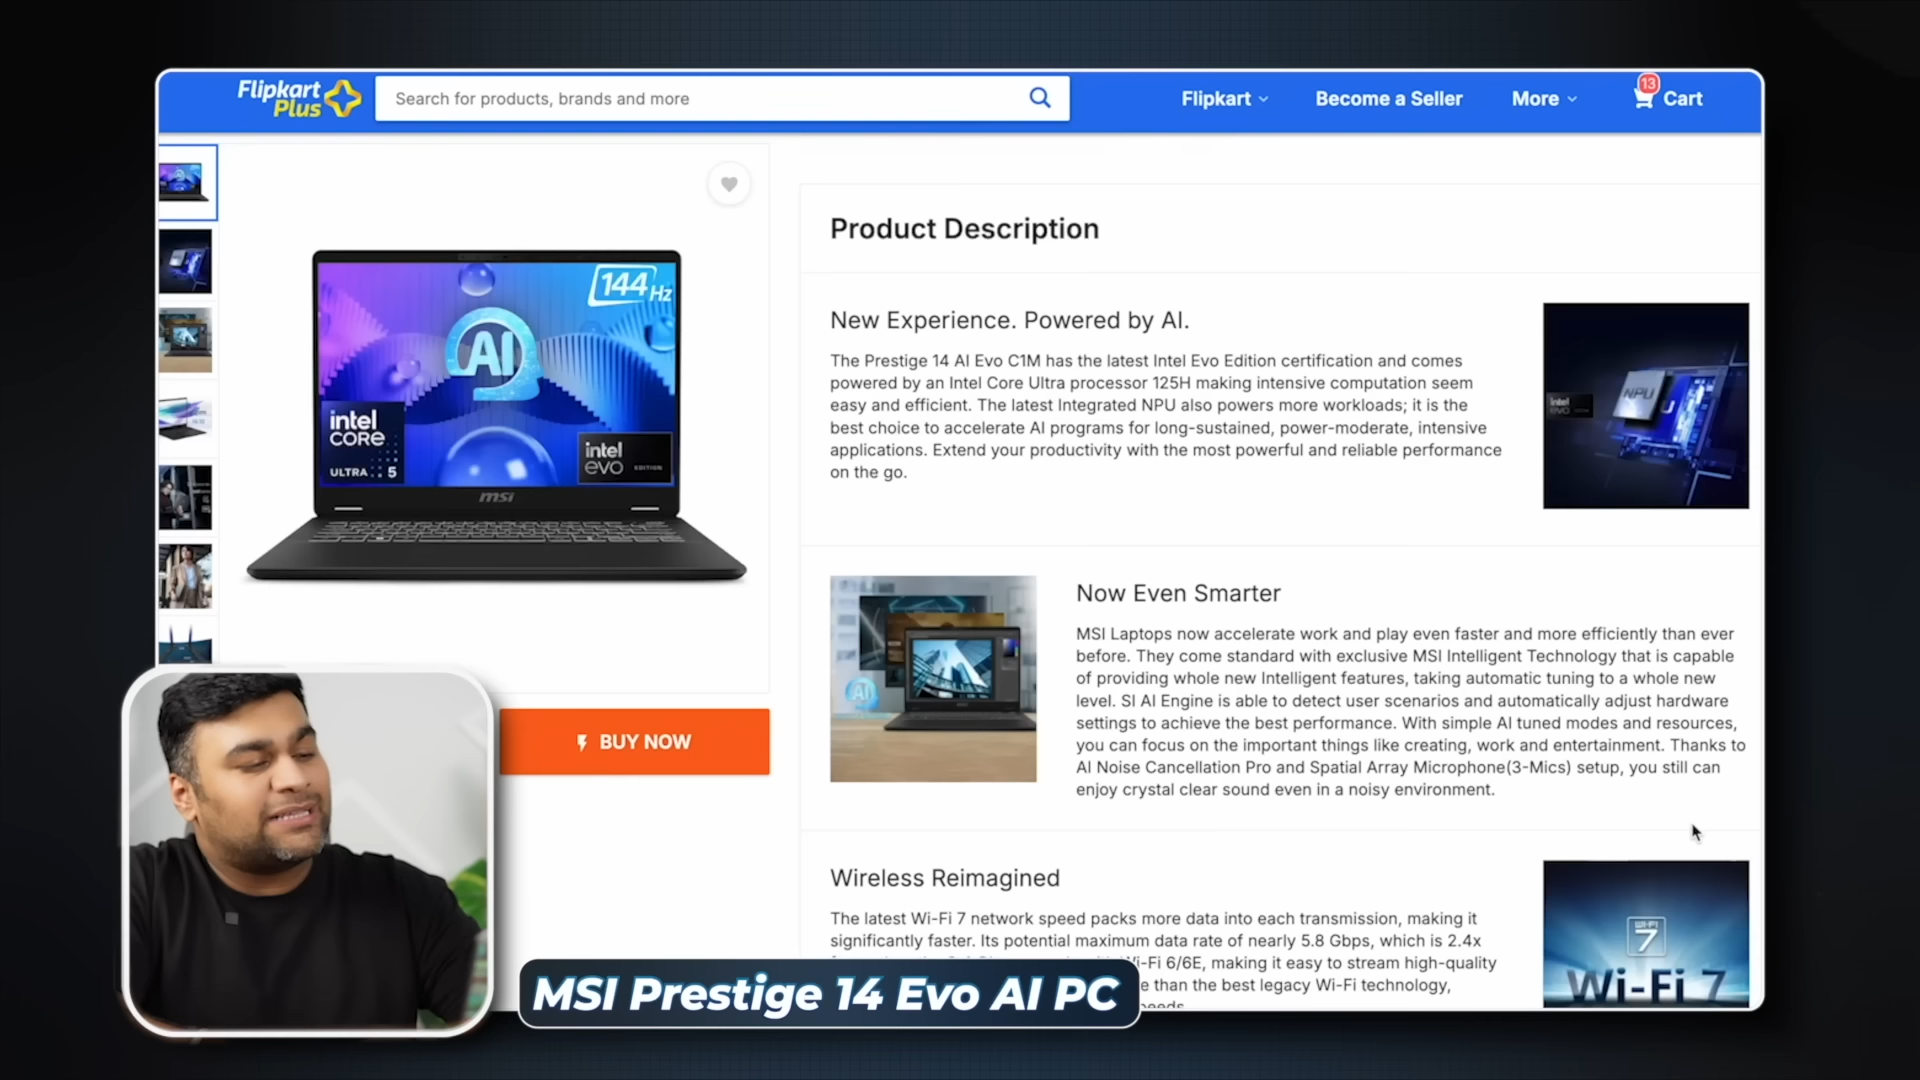 Flipkart
Plus
Search for products, brands and more
Flipkart
Become a Seller
More
13
Cart
144Hz
AI
intel
CORE
ULTRA 5
intel
evo EDITION
msi
BUY NOW
Product Description
New Experience. Powered by AI.
The Prestige 14 AI Evo C1M has the latest Intel Evo Edition certification and comes
powered by an Intel Core Ultra processor 125H making intensive computation seem
easy and efficient. The latest Integrated NPU also powers more workloads; it is the
best choice to accelerate AI programs for long-sustained, power-moderate, intensive
applications. Extend your productivity with the most powerful and reliable performance
on the go.
intel
evo
NPU
Now Even Smarter
MSI Laptops now accelerate work and play even faster and more efficiently than ever
before. They come standard with exclusive MSI Intelligent Technology that is capable
of providing whole new Intelligent features, taking automatic tuning to a whole new
level. SI AI Engine is able to detect user scenarios and automatically adjust hardware
settings to achieve the best performance. With simple AI tuned modes and resources,
you can focus on the important things like creating, work and entertainment. Thanks to
AI Noise Cancellation Pro and Spatial Array Microphone(3-Mics) setup, you still can
enjoy crystal clear sound even in a noisy environment.
AI
Wireless Reimagined
The latest Wi-Fi 7 network speed packs more data into each transmission, making it
significantly faster. Its potential maximum data rate of nearly 5.8 Gbps, which is 2.4x
Wi-Fi 6/6E, making it easy to stream high-quality
than the best legacy Wi-Fi technology,
WI-FI
7
Wi-Fi 7
MSI Prestige 14 Evo AI PC